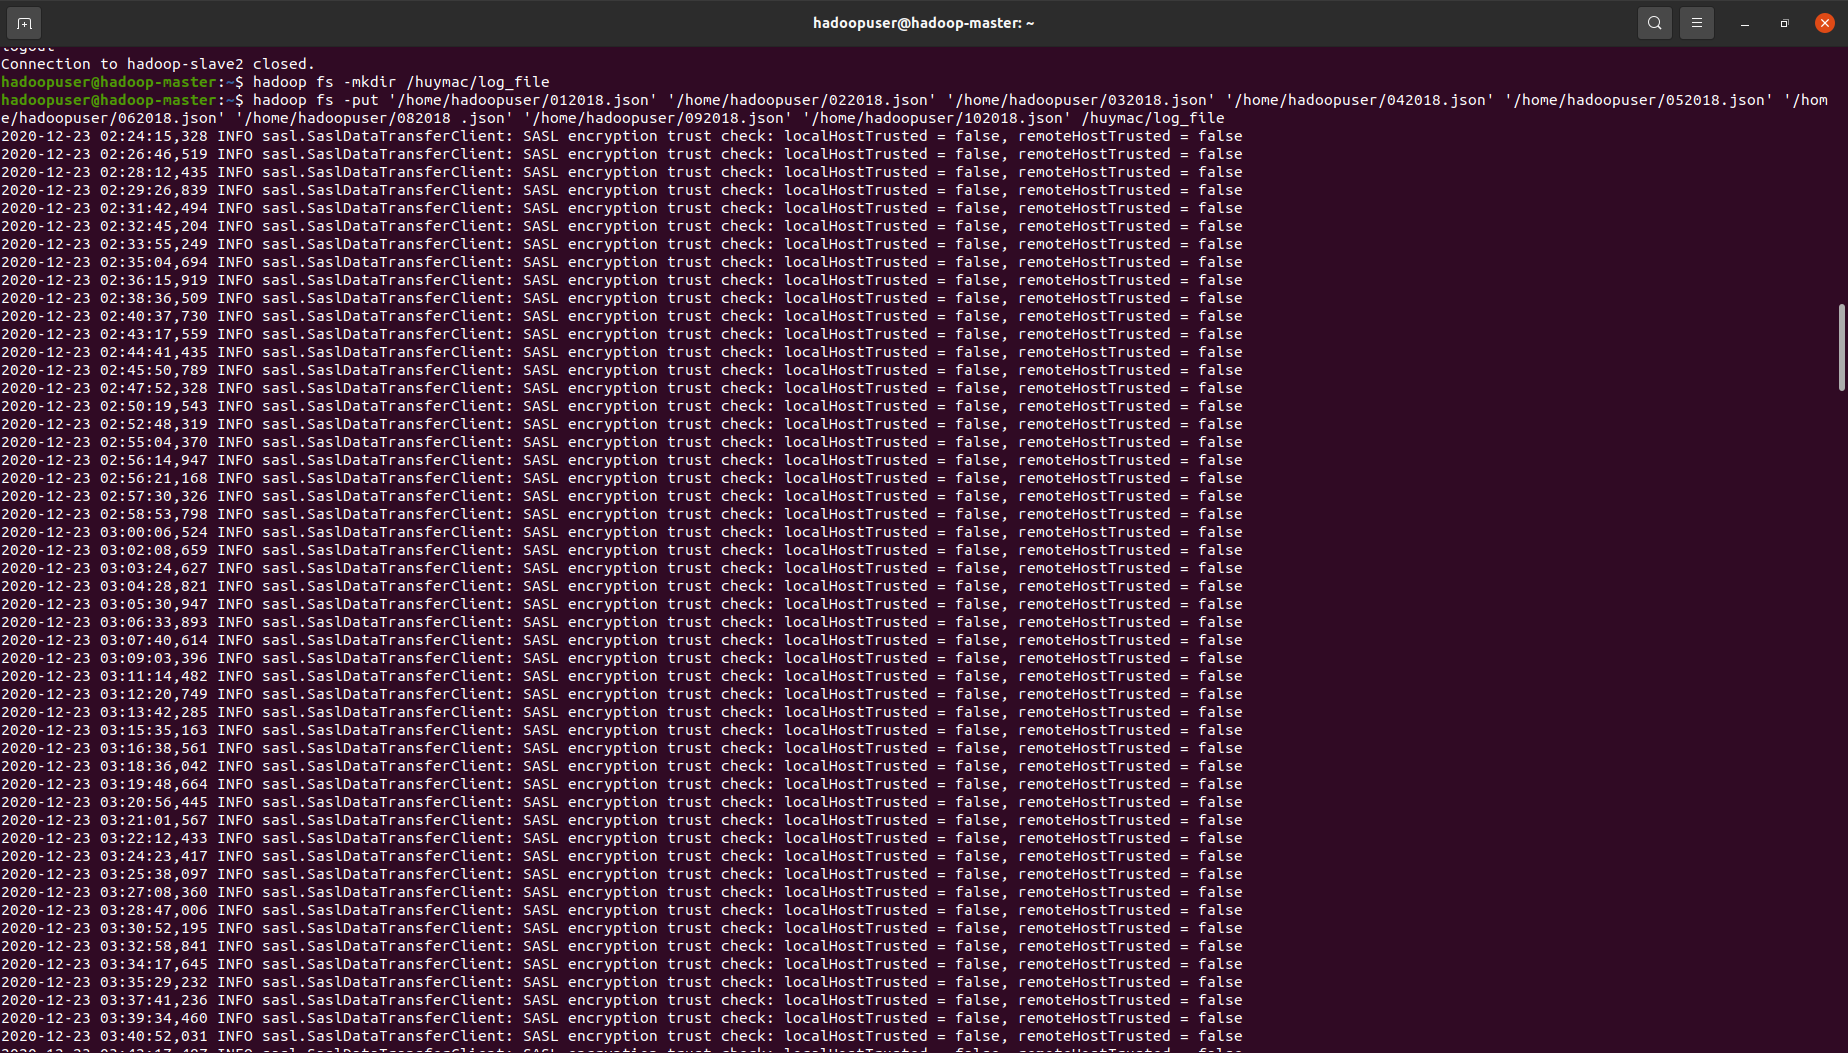 hadoopuser@hadoop-master: ~
logout
Connection to hadoop-slave2 closed.
hadoopuser@hadoop-master:~$ hadoop fs -mkdir /huymac/log_file
hadoopuser@hadoop-master:~$ hadoop fs -put '/home/hadoopuser/012018.json' '/home/hadoopuser/022018.json' '/home/hadoopuser/032018.json' '/home/hadoopuser/042018.json' '/home/hadoopuser/052018.json' '/hom
e/hadoopuser/062018.json' '/home/hadoopuser/082018 .json' '/home/hadoopuser/092018.json' '/home/hadoopuser/102018.json' /huymac/log_file
2020-12-23 02:24:15,328 INFO sasl.SaslDataTransferClient: SASL encryption trust check: localHostTrusted = false, remoteHostTrusted = false
2020-12-23 02:26:46,519 INFO sasl.SaslDataTransferClient: SASL encryption trust check: localHostTrusted = false, remoteHostTrusted = false
2020-12-23 02:28:12,435 INFO sasl.SaslDataTransferClient: SASL encryption trust check: localHostTrusted = false, remoteHostTrusted = false
2020-12-23 02:29:26,839 INFO sasl.SaslDataTransferClient: SASL encryption trust check: localHostTrusted = false, remoteHostTrusted = false
2020-12-23 02:31:42,494 INFO sasl.SaslDataTransferClient: SASL encryption trust check: localHostTrusted = false, remoteHostTrusted = false
2020-12-23 02:32:45,204 INFO sasl.SaslDataTransferClient: SASL encryption trust check: localHostTrusted = false, remoteHostTrusted = false
2020-12-23 02:33:55,249 INFO sasl.SaslDataTransferClient: SASL encryption trust check: localHostTrusted = false, remoteHostTrusted = false
2020-12-23 02:35:04,694 INFO sasl.SaslDataTransferClient: SASL encryption trust check: localHostTrusted = false, remoteHostTrusted = false
2020-12-23 02:36:15,919 INFO sasl.SaslDataTransferClient: SASL encryption trust check: localHostTrusted = false, remoteHostTrusted = false
2020-12-23 02:38:36,509 INFO sasl.SaslDataTransferClient: SASL encryption trust check: localHostTrusted = false, remoteHostTrusted = false
2020-12-23 02:40:37,730 INFO sasl.SaslDataTransferClient: SASL encryption trust check: localHostTrusted = false, remoteHostTrusted = false
2020-12-23 02:43:17,559 INFO sasl.SaslDataTransferClient: SASL encryption trust check: localHostTrusted = false, remoteHostTrusted = false
2020-12-23 02:44:41,435 INFO sasl.SaslDataTransferClient: SASL encryption trust check: localHostTrusted = false, remoteHostTrusted = false
2020-12-23 02:45:50,789 INFO sasl.SaslDataTransferClient: SASL encryption trust check: localHostTrusted = false, remoteHostTrusted = false
2020-12-23 02:47:52,328 INFO sasl.SaslDataTransferClient: SASL encryption trust check: localHostTrusted = false, remoteHostTrusted = false
2020-12-23 02:50:19,543 INFO sasl.SaslDataTransferClient: SASL encryption trust check: localHostTrusted = false, remoteHostTrusted = false
2020-12-23 02:52:48,319 INFO sasl.SaslDataTransferClient: SASL encryption trust check: localHostTrusted = false, remoteHostTrusted = false
2020-12-23 02:55:04,370 INFO sasl.SaslDataTransferClient: SASL encryption trust check: localHostTrusted = false, remoteHostTrusted = false
2020-12-23 02:56:14,947 INFO sasl.SaslDataTransferClient: SASL encryption trust check: localHostTrusted = false, remoteHostTrusted = false
2020-12-23 02:56:21,168 INFO sasl.SaslDataTransferClient: SASL encryption trust check: localHostTrusted = false, remoteHostTrusted = false
2020-12-23 02:57:30,326 INFO sasl.SaslDataTransferClient: SASL encryption trust check: localHostTrusted = false, remoteHostTrusted = false
2020-12-23 02:58:53,798 INFO sasl.SaslDataTransferClient: SASL encryption trust check: localHostTrusted = false, remoteHostTrusted = false
2020-12-23 03:00:06,524 INFO sasl.SaslDataTransferClient: SASL encryption trust check: localHostTrusted = false, remoteHostTrusted = false
2020-12-23 03:02:08,659 INFO sasl.SaslDataTransferClient: SASL encryption trust check: localHostTrusted = false, remoteHostTrusted = false
2020-12-23 03:03:24,627 INFO sasl.SaslDataTransferClient: SASL encryption trust check: localHostTrusted = false, remoteHostTrusted = false
2020-12-23 03:04:28,821 INFO sasl.SaslDataTransferClient: SASL encryption trust check: localHostTrusted = false, remoteHostTrusted = false
2020-12-23 03:05:30,947 INFO sasl.SaslDataTransferClient: SASL encryption trust check: localHostTrusted = false, remoteHostTrusted = false
2020-12-23 03:06:33,893 INFO sasl.SaslDataTransferClient: SASL encryption trust check: localHostTrusted = false, remoteHostTrusted = false
2020-12-23 03:07:40,614 INFO sasl.SaslDataTransferClient: SASL encryption trust check: localHostTrusted = false, remoteHostTrusted = false
2020-12-23 03:09:03,396 INFO sasl.SaslDataTransferClient: SASL encryption trust check: localHostTrusted = false, remoteHostTrusted = false
2020-12-23 03:11:14,482 INFO sasl.SaslDataTransferClient: SASL encryption trust check: localHostTrusted = false, remoteHostTrusted = false
2020-12-23 03:12:20,749 INFO sasl.SaslDataTransferClient: SASL encryption trust check: localHostTrusted = false, remoteHostTrusted = false
2020-12-23 03:13:42,285 INFO sasl.SaslDataTransferClient: SASL encryption trust check: localHostTrusted = false, remoteHostTrusted = false
2020-12-23 03:15:35,163 INFO sasl.SaslDataTransferClient: SASL encryption trust check: localHostTrusted = false, remoteHostTrusted = false
2020-12-23 03:16:38,561 INFO sasl.SaslDataTransferClient: SASL encryption trust check: localHostTrusted = false, remoteHostTrusted = false
2020-12-23 03:18:36,042 INFO sasl.SaslDataTransferClient: SASL encryption trust check: localHostTrusted = false, remoteHostTrusted = false
2020-12-23 03:19:48,664 INFO sasl.SaslDataTransferClient: SASL encryption trust check: localHostTrusted = false, remoteHostTrusted = false
2020-12-23 03:20:56,445 INFO sasl.SaslDataTransferClient: SASL encryption trust check: localHostTrusted = false, remoteHostTrusted = false
2020-12-23 03:21:01,567 INFO sasl.SaslDataTransferClient: SASL encryption trust check: localHostTrusted = false, remoteHostTrusted = false
2020-12-23 03:22:12,433 INFO sasl.SaslDataTransferClient: SASL encryption trust check: localHostTrusted = false, remoteHostTrusted = false
2020-12-23 03:24:23,417 INFO sasl.SaslDataTransferClient: SASL encryption trust check: localHostTrusted = false, remoteHostTrusted = false
2020-12-23 03:25:38,097 INFO sasl.SaslDataTransferClient: SASL encryption trust check: localHostTrusted = false, remoteHostTrusted = false
2020-12-23 03:27:08,360 INFO sasl.SaslDataTransferClient: SASL encryption trust check: localHostTrusted = false, remoteHostTrusted = false
2020-12-23 03:28:47,006 INFO sasl.SaslDataTransferClient: SASL encryption trust check: localHostTrusted = false, remoteHostTrusted = false
2020-12-23 03:30:52,195 INFO sasl.SaslDataTransferClient: SASL encryption trust check: localHostTrusted = false, remoteHostTrusted = false
2020-12-23 03:32:58,841 INFO sasl.SaslDataTransferClient: SASL encryption trust check: localHostTrusted = false, remoteHostTrusted = false
2020-12-23 03:34:17,645 INFO sasl.SaslDataTransferClient: SASL encryption trust check: localHostTrusted = false, remoteHostTrusted = false
2020-12-23 03:35:29,232 INFO sasl.SaslDataTransferClient: SASL encryption trust check: localHostTrusted = false, remoteHostTrusted = false
2020-12-23 03:37:41,236 INFO sasl.SaslDataTransferClient: SASL encryption trust check: localHostTrusted = false, remoteHostTrusted = false
2020-12-23 03:39:34,460 INFO sasl.SaslDataTransferClient: SASL encryption trust check: localHostTrusted = false, remoteHostTrusted = false
2020-12-23 03:40:52,031 INFO sasl.SaslDataTransferClient: SASL encryption trust check: localHostTrusted = false, remoteHostTrusted = false